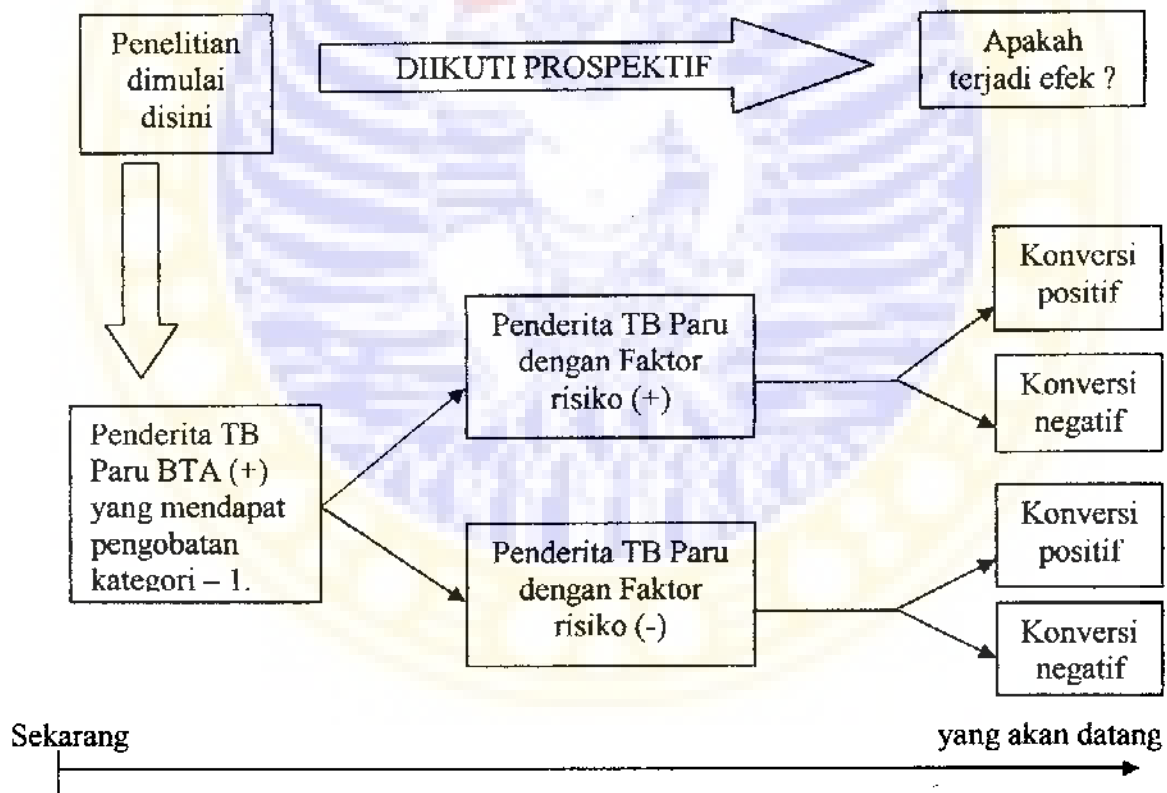 Penelitian
dimulai
disini
DIIKUTI PROSPEKTIF
Apakah
terjadi efek ?
Penderita TB
Paru BTA (+)
yang mendapat
pengobatan
kategori – 1.
Penderita TB Paru
dengan Faktor
risiko (+)
Konversi
positif
Konversi
negatif
Penderita TB Paru
dengan Faktor
risiko (-)
Konversi
positif
Konversi
negatif
Sekarang
yang akan datang